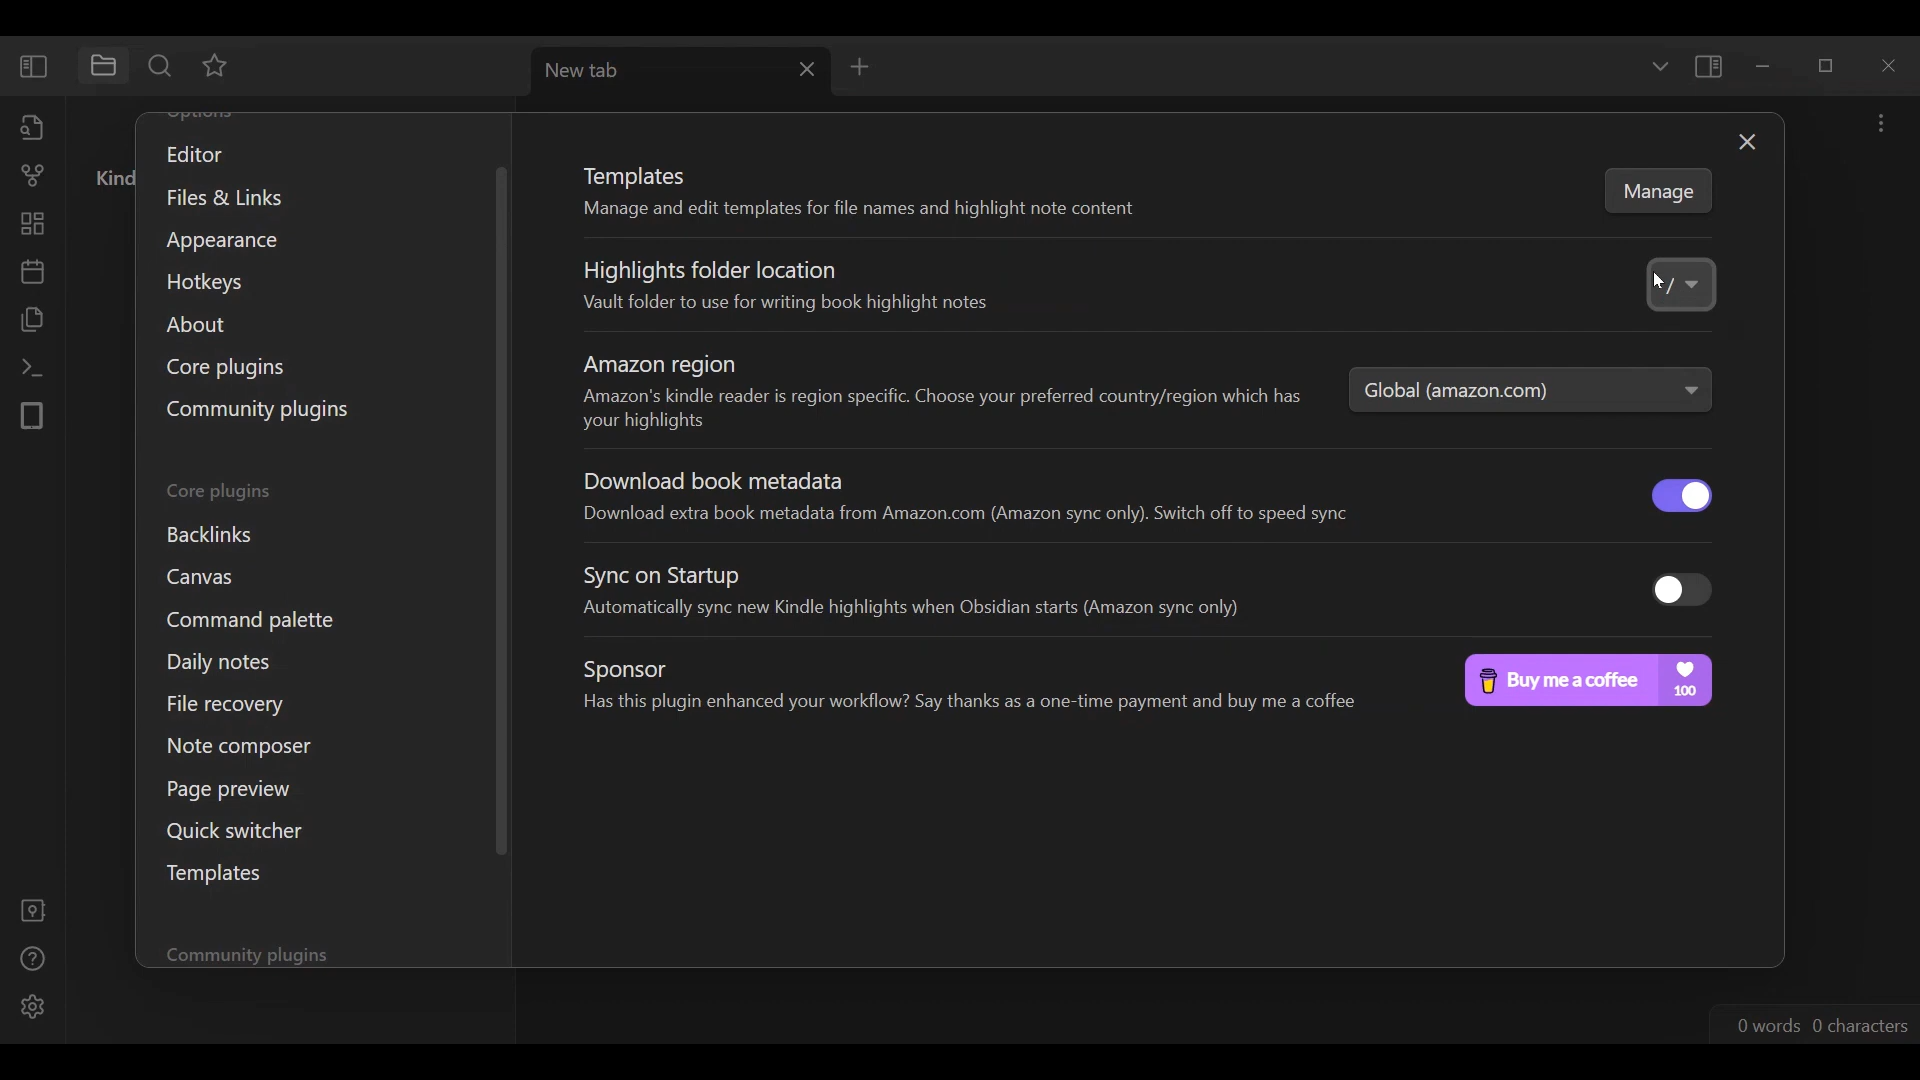 New tab
Kind
Options
Editor
Files & Links
Appearance
Hotkeys
About
Core plugins
Community plugins
Core plugins
Backlinks
Canvas
Command palette
Daily notes
File recovery
Note composer
Page preview
Quick switcher
Templates
Community plugins
Templates
Manage and edit templates for file names and highlight note content
Manage
Highlights folder location
Vault folder to use for writing book highlight notes
/
Amazon region
Amazon's kindle reader is region specific. Choose your preferred country/region which has
your highlights
Global (amazon.com)
Download book metadata
Download extra book metadata from Amazon.com (Amazon sync only). Switch off to speed sync
Sync on Startup
Automatically sync new Kindle highlights when Obsidian starts (Amazon sync only)
Sponsor
Has this plugin enhanced your workflow? Say thanks as a one-time payment and buy me a coffee
Buy me a coffee
100
0 words 0 characters